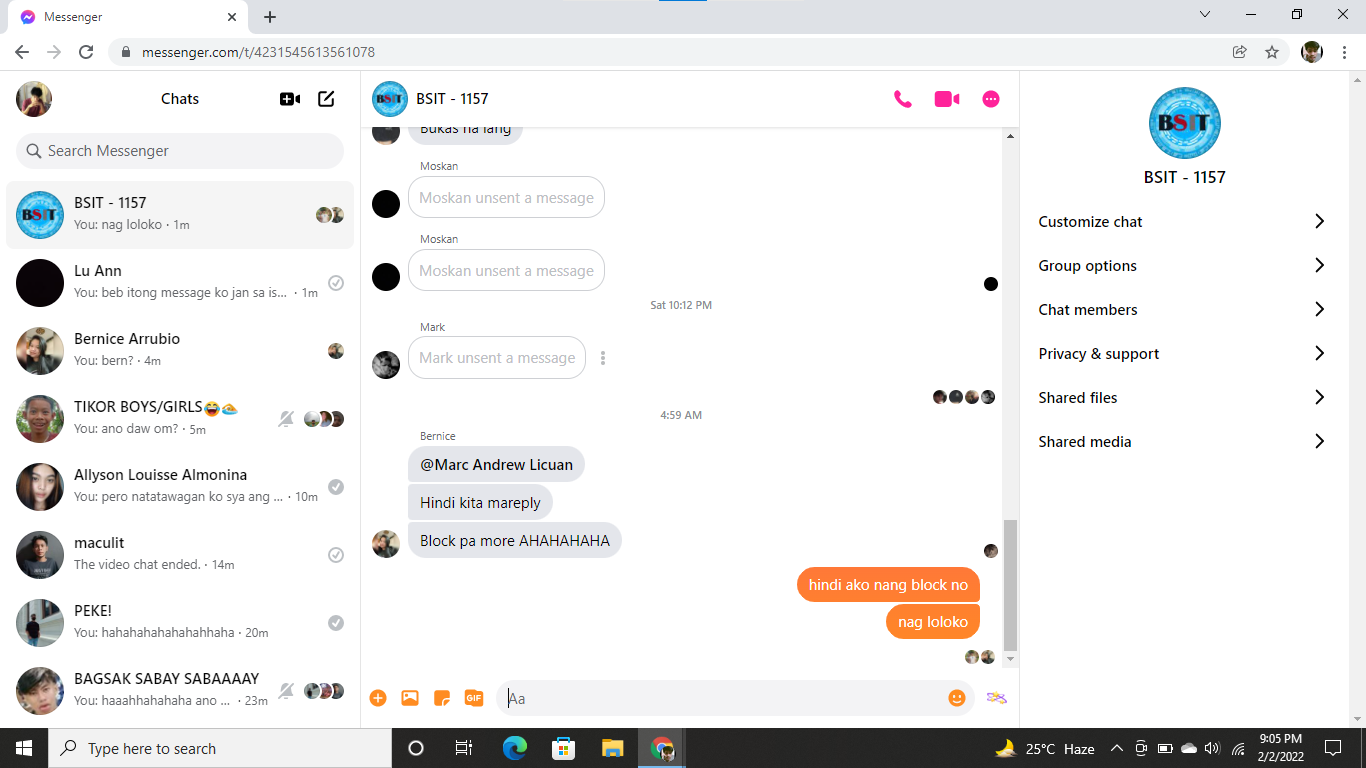 Messenger
messenger.com/t/4231545613561078
Chats
Search Messenger
BSIT
BSIT - 1157
You: nag loloko · 1m
Lu Ann
You: beb itong message ko jan sa is... · 1m
Bernice Arrubio
You: bern? · 4m
TIKOR BOYS/GIRLS
You: ano daw om? · 5m
Allyson Louisse Almonina
You: pero natatawagan ko sya ang ... · 10m
maculit
The video chat ended. · 14m
PEKE!
You: hahahahahahahahhaha · 20m
BAGSAK SABAY SABAAAAY
You: haaahhahahaha ano ... · 23m
BSIT
BSIT - 1157
Bukas na lang
Moskan
Moskan unsent a message
Moskan
Moskan unsent a message
Sat 10:12 PM
Mark
Mark unsent a message
4:59 AM
Bernice
@Marc Andrew Licuan
Hindi kita mareply
Block pa more AHAHAHAHA
hindi ako nang block no
nag loloko
GIF
Aa
BSIT
BSIT - 1157
Customize chat
Group options
Chat members
Privacy & support
Shared files
Shared media
Type here to search
25°C Haze
9:05 PM
2/2/2022